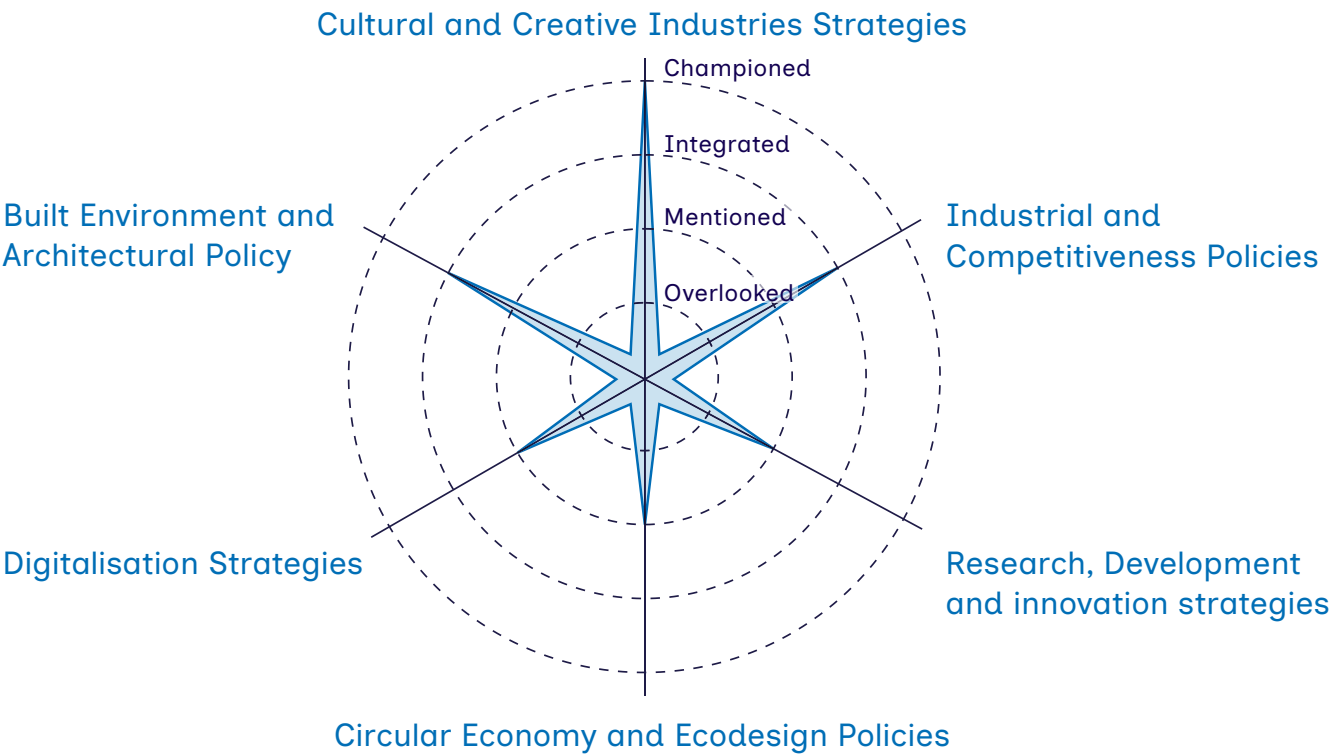 Cultural and Creative Industries Strategies
Championed
Integrated
Mentioned
Overlooked
Built Environment and
Architectural Policy
Industrial and
Competitiveness Policies
Digitalisation Strategies
Research, Development
and innovation strategies
Circular Economy and Ecodesign Policies